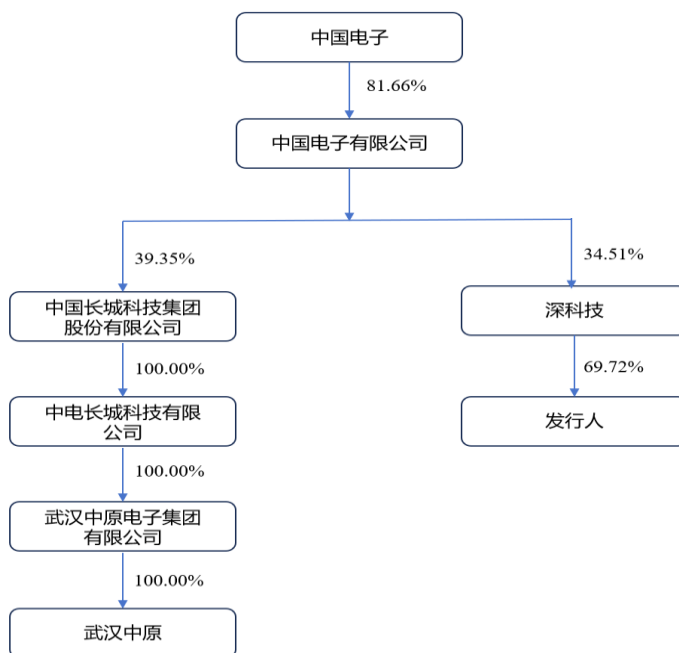 中国电子
81.66%
中国电子有限公司
39.35%
34.51%
中国长城科技集团
股份有限公司
深科技
100.00%
69.72%
中电长城科技有限
公司
发行人
100.00%
武汉中原电子集团
有限公司
100.00%
武汉中原